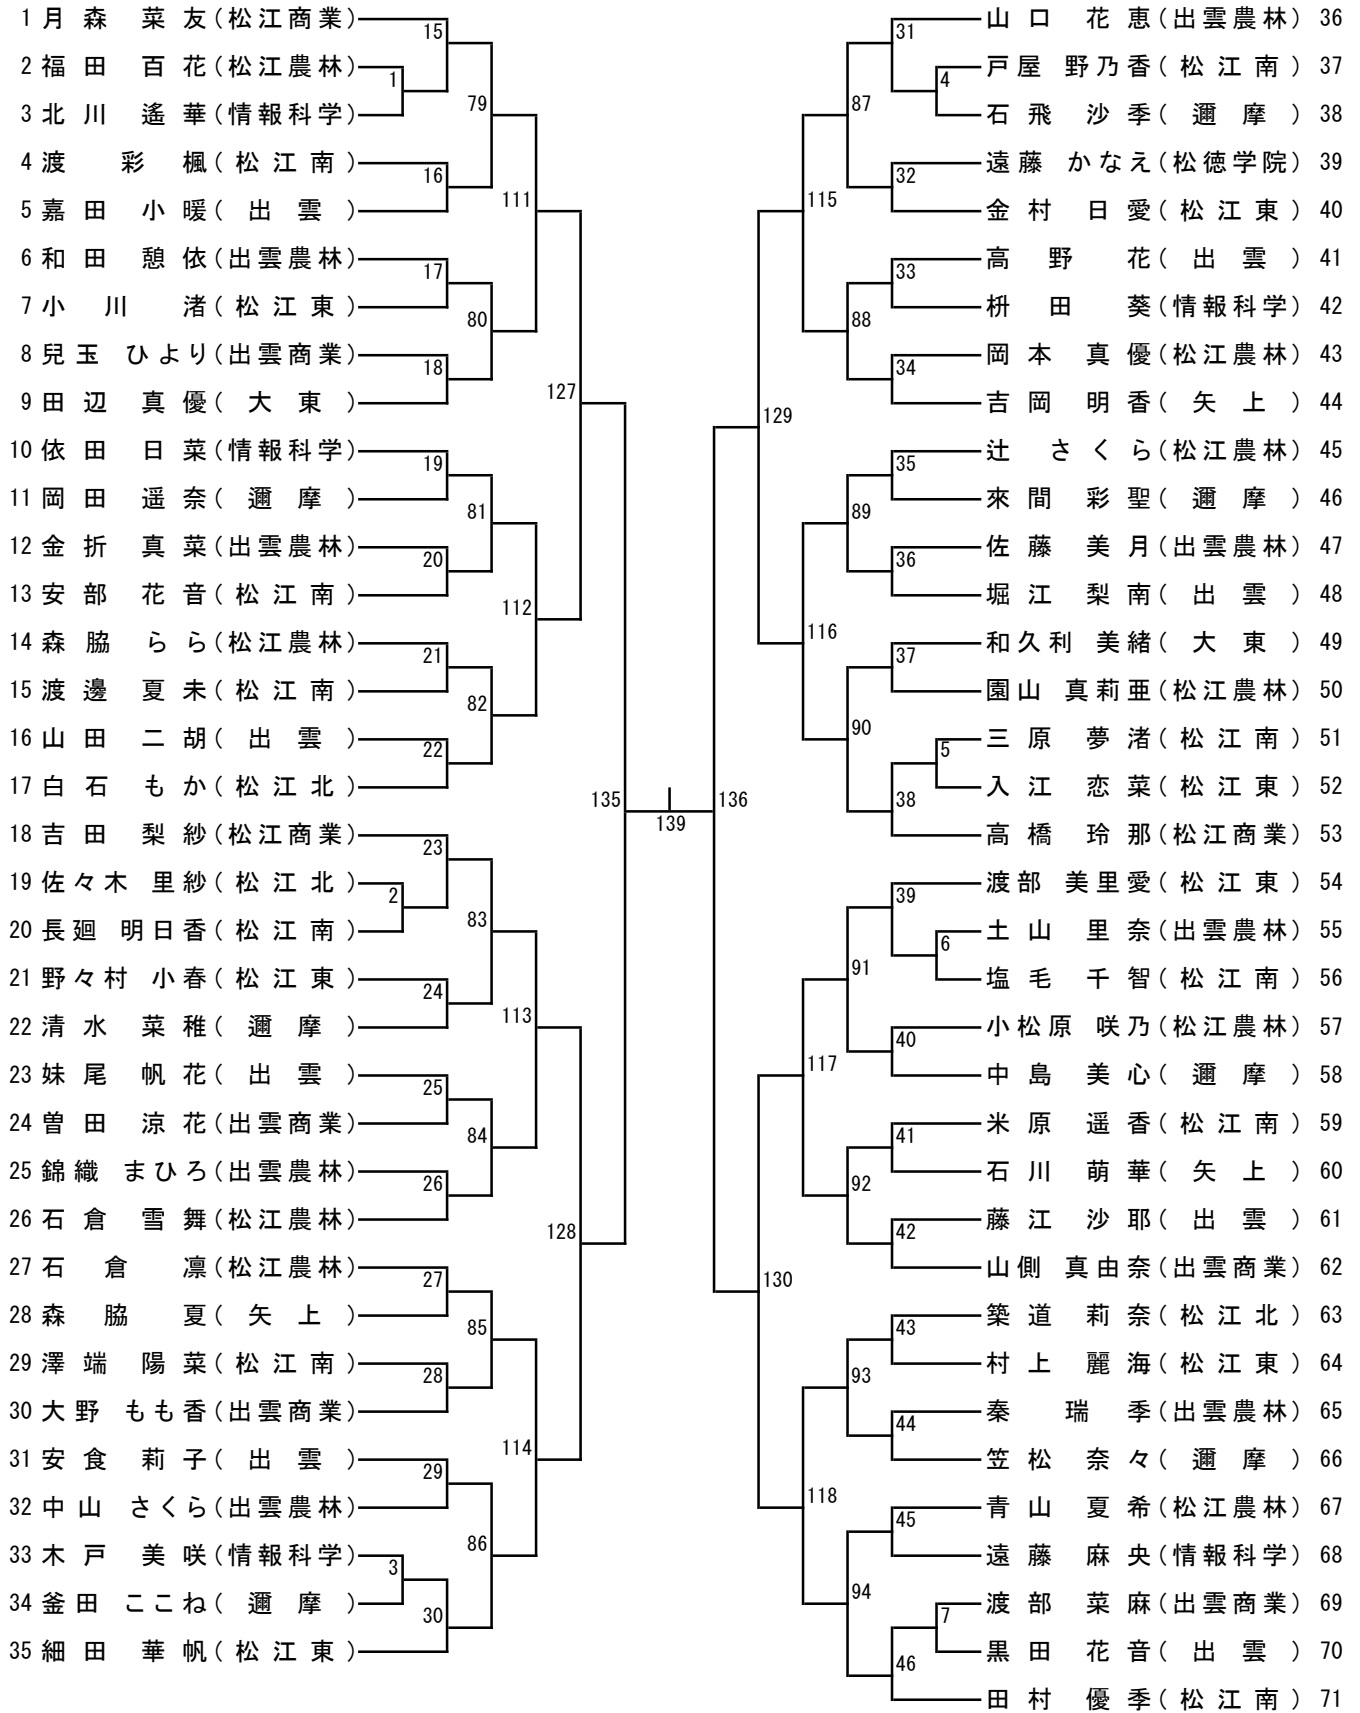 1 月森 菜友(松江商業)
2 福田 百花(松江農林)
3 北川 遙華(情報科学)
4 渡 彩楓(松江南)
5 嘉田 小暖(出雲)
6 和田 憩依(出雲農林)
7 小川 渚(松江東)
8 兒玉 ひより(出雲商業)
9 田辺 真優(大東)
10 依田 日菜(情報科学)
11 岡田 遥奈(邇摩)
12 金折 真菜(出雲農林)
13 安部 花音(松江南)
14 森脇 らら(松江農林)
15 渡邊 夏未(松江南)
16 山田 二胡(出雲)
17 白石 もか(松江北)
18 吉田 梨紗(松江商業)
19 佐々木 里紗(松江北)
20 長廻 明日香(松江南)
21 野々村 小春(松江東)
22 清水 菜稚(邇摩)
23 妹尾 帆花(出雲)
24 曽田 涼花(出雲商業)
25 錦織 まひろ(出雲農林)
26 石倉 雪舞(松江農林)
27 石倉 凛(松江農林)
28 森脇 夏(矢上)
29 澤端 陽菜(松江南)
30 大野 もも香(出雲商業)
31 安食 莉子(出雲)
32 中山 さくら(出雲農林)
33 木戸 美咲(情報科学)
34 釜田 ここね(邇摩)
35 細田 華帆(松江東)
1
2
3
15
16
17
18
19
20
21
22
23
24
25
26
27
28
29
30
79
80
81
82
83
84
85
86
111
112
113
114
127
128
135
139
136
129
130
115
116
117
118
87
88
89
90
91
92
93
94
31
32
33
34
35
36
37
38
39
40
41
42
43
44
45
46
4
5
6
7
山口 花恵(出雲農林) 36
戸屋 野乃香(松江南) 37
石飛 沙季(邇摩) 38
遠藤 かなえ(松徳学院) 39
金村 日愛(松江東) 40
高野 花(出雲) 41
枡田 葵(情報科学) 42
岡本 真優(松江農林) 43
吉岡 明香(矢上) 44
辻 さくら(松江農林) 45
來間 彩聖(邇摩) 46
佐藤 美月(出雲農林) 47
堀江 梨南(出雲) 48
和久利 美緒(大東) 49
園山 真莉亜(松江農林) 50
三原 夢渚(松江南) 51
入江 恋菜(松江東) 52
高橋 玲那(松江商業) 53
渡部 美里愛(松江東) 54
土山 里奈(出雲農林) 55
塩毛 千智(松江南) 56
小松原 咲乃(松江農林) 57
中島 美心(邇摩) 58
米原 遥香(松江南) 59
石川 萌華(矢上) 60
藤江 沙耶(出雲) 61
山側 真由奈(出雲商業) 62
築道 莉奈(松江北) 63
村上 麗海(松江東) 64
秦 瑞季(出雲農林) 65
笠松 奈々(邇摩) 66
青山 夏希(松江農林) 67
遠藤 麻央(情報科学) 68
渡部 菜麻(出雲商業) 69
黒田 花音(出雲) 70
田村 優季(松江南) 71